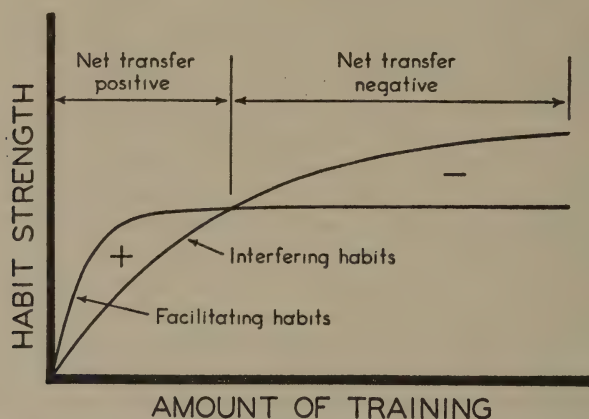 Net transfer
positive
Net transfer
negative
HABIT STRENGTH
+
−
Interfering habits
Facilitating habits
AMOUNT OF TRAINING